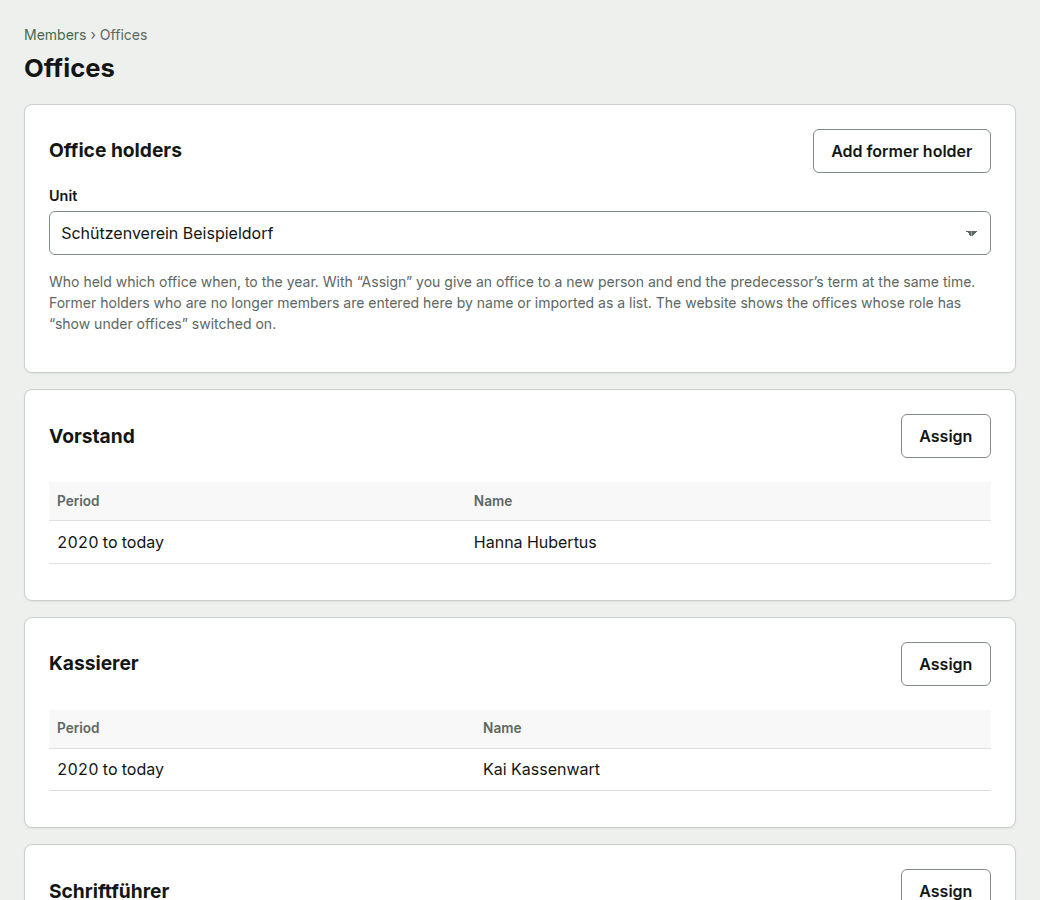 Members › Offices
Offices
Office holders
Add former holder
Unit
Schützenverein Beispieldorf
Who held which office when, to the year. With “Assign” you give an office to a new person and end the predecessor’s term at the same time.
Former holders who are no longer members are entered here by name or imported as a list. The website shows the offices whose role has
“show under offices” switched on.
Vorstand
Assign
Period Name
2020 to today Hanna Hubertus
Kassierer
Assign
Period Name
2020 to today Kai Kassenwart
Schriftführer
Assign